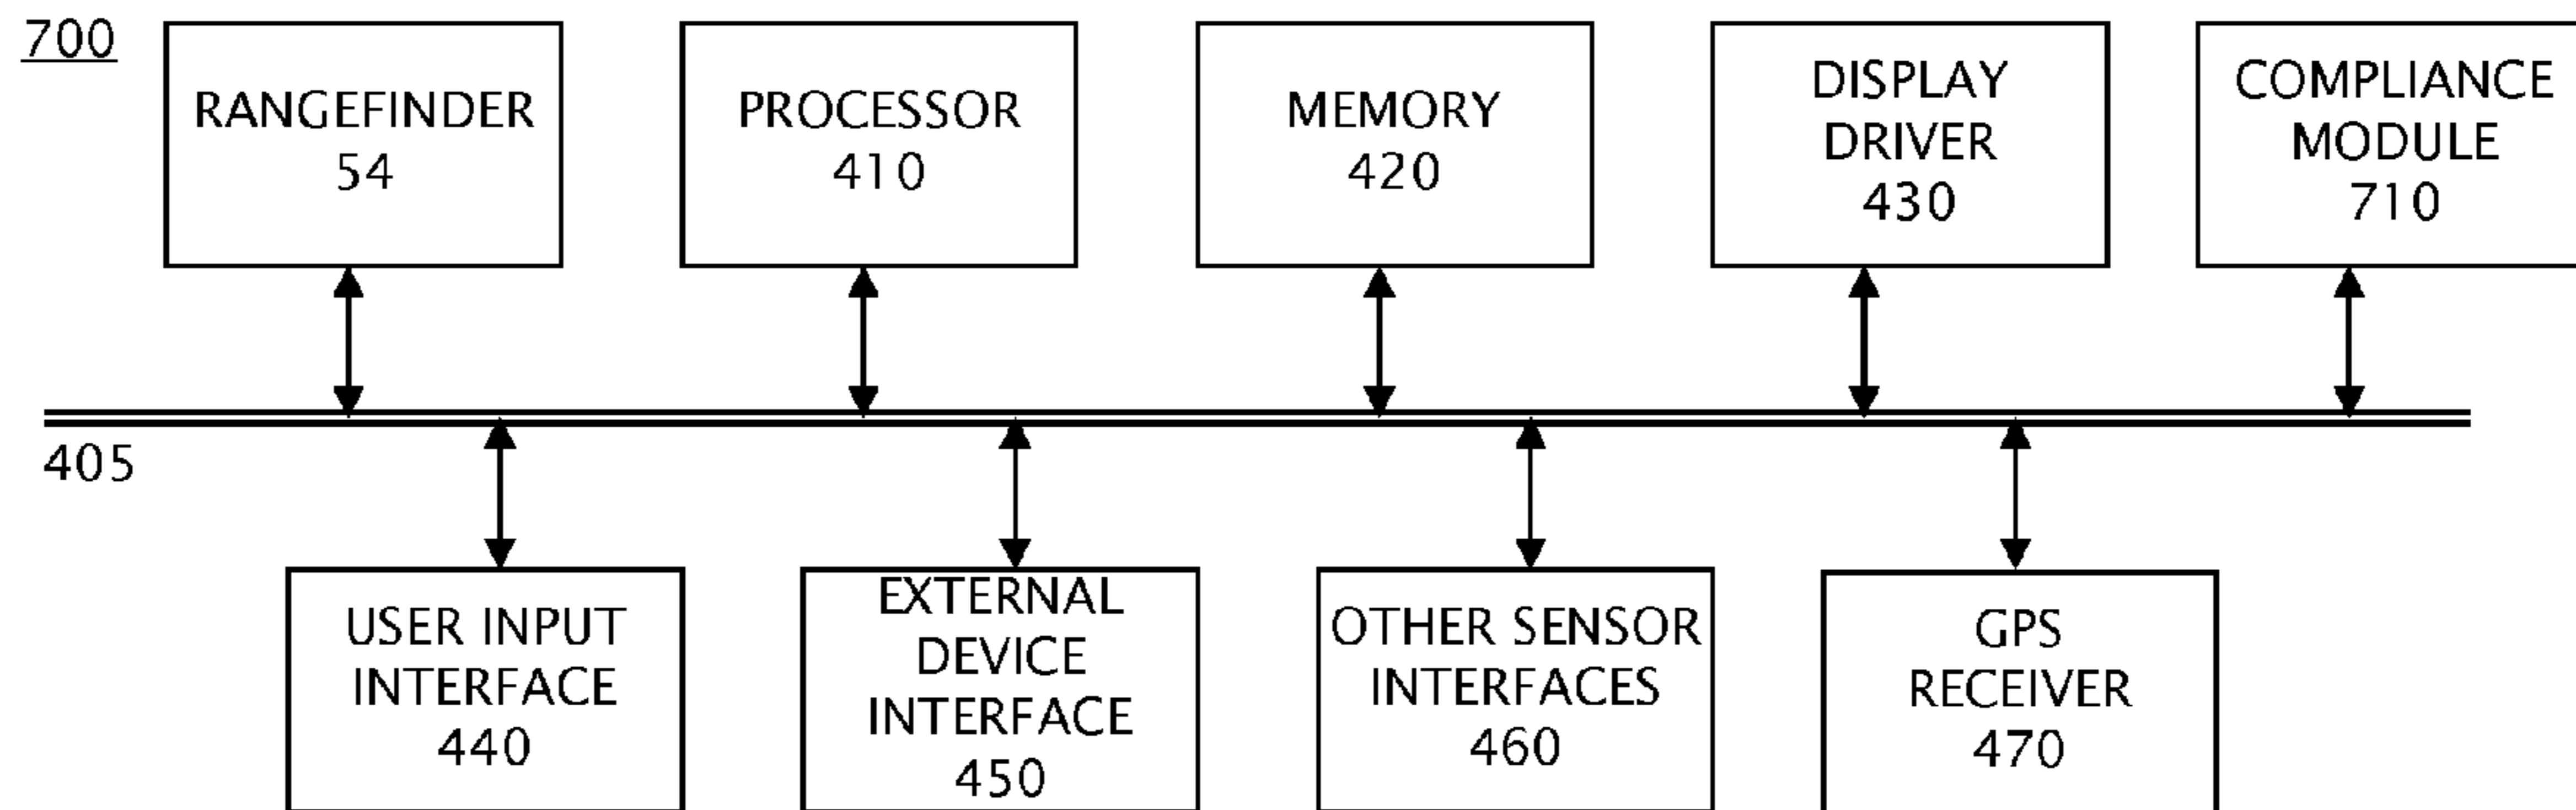 700
RANGEFINDER
54
PROCESSOR
410
MEMORY
420
DISPLAY
DRIVER
430
COMPLIANCE
MODULE
710
405
USER INPUT
INTERFACE
440
EXTERNAL
DEVICE
INTERFACE
450
OTHER SENSOR
INTERFACES
460
GPS
RECEIVER
470